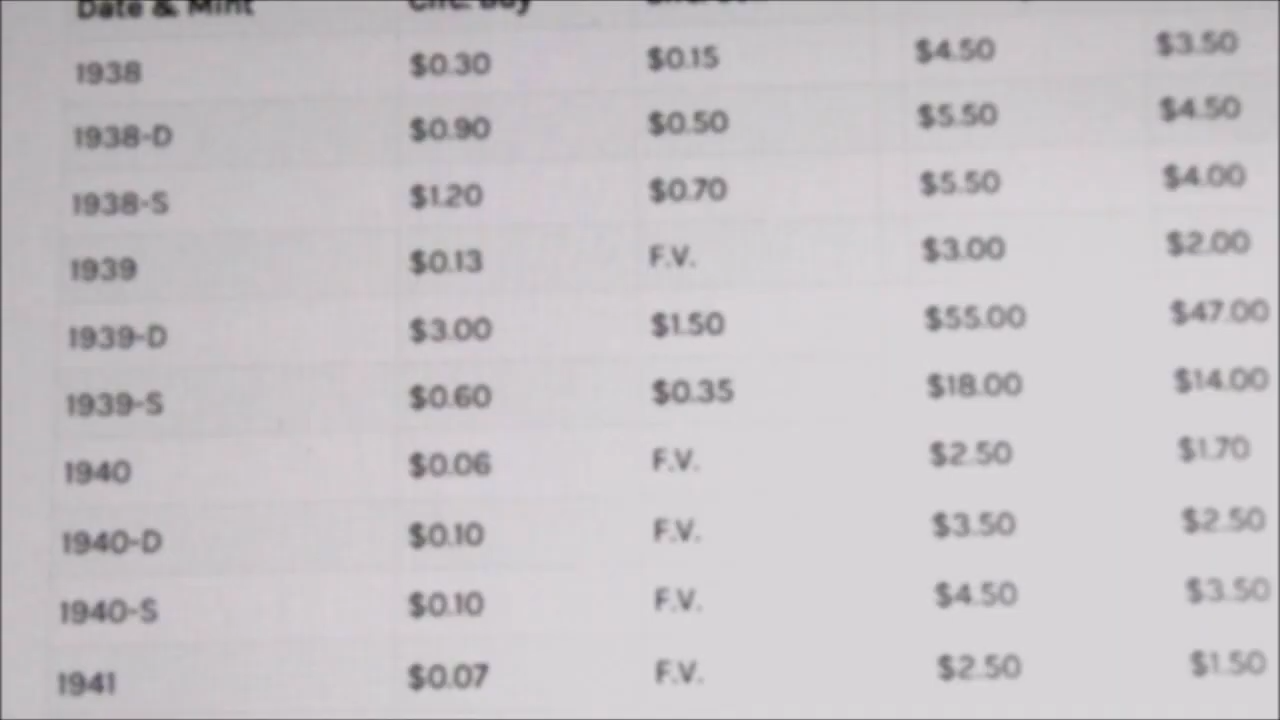 Date & Mint Circ. Buy
1938 $0.30 $0.15 $4.50 $3.50
1938-D $0.90 $0.50 $5.50 $4.50
1938-S $1.20 $0.70 $5.50 $4.00
1939 $0.13 F.V. $3.00 $2.00
1939-D $3.00 $1.50 $55.00 $47.00
1939-S $0.60 $0.35 $18.00 $14.00
1940 $0.06 F.V. $2.50 $1.70
1940-D $0.10 F.V. $3.50 $2.50
1940-S $0.10 F.V. $4.50 $3.50
1941 $0.07 F.V. $2.50 $1.50